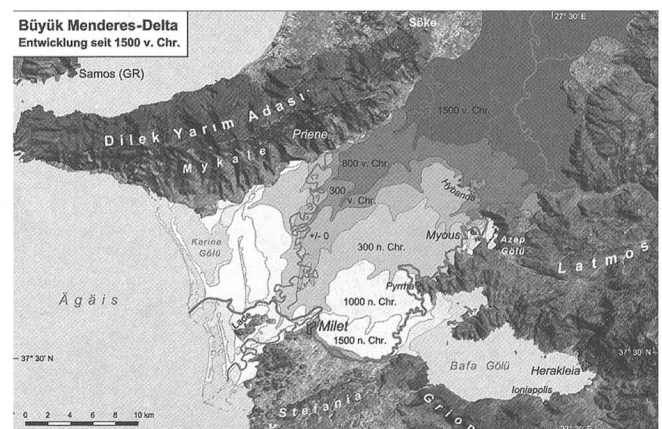 Büyük Menderes-Delta
Entwicklung seit 1500 v. Chr.
27° 30' E
Söke
Samos (GR)
1500 v. Chr.
Dilek Yarım Adası
Priene
Mykale
800 v. Chr.
300
v. Chr.
Hybanda
+/- 0
Myous
Azap
Gölü
Karina
Gölü
300 n. Chr.
Latmos
Pyrrha
Ägäis
1000 n. Chr.
Lade
Milet
1500 n. Chr.
37° 30' N
37° 30' N
Bafa Gölü
Herakleia
Ioniapolis
Stefania
Grion
0 2 4 6 8 10 km
27° 30' E